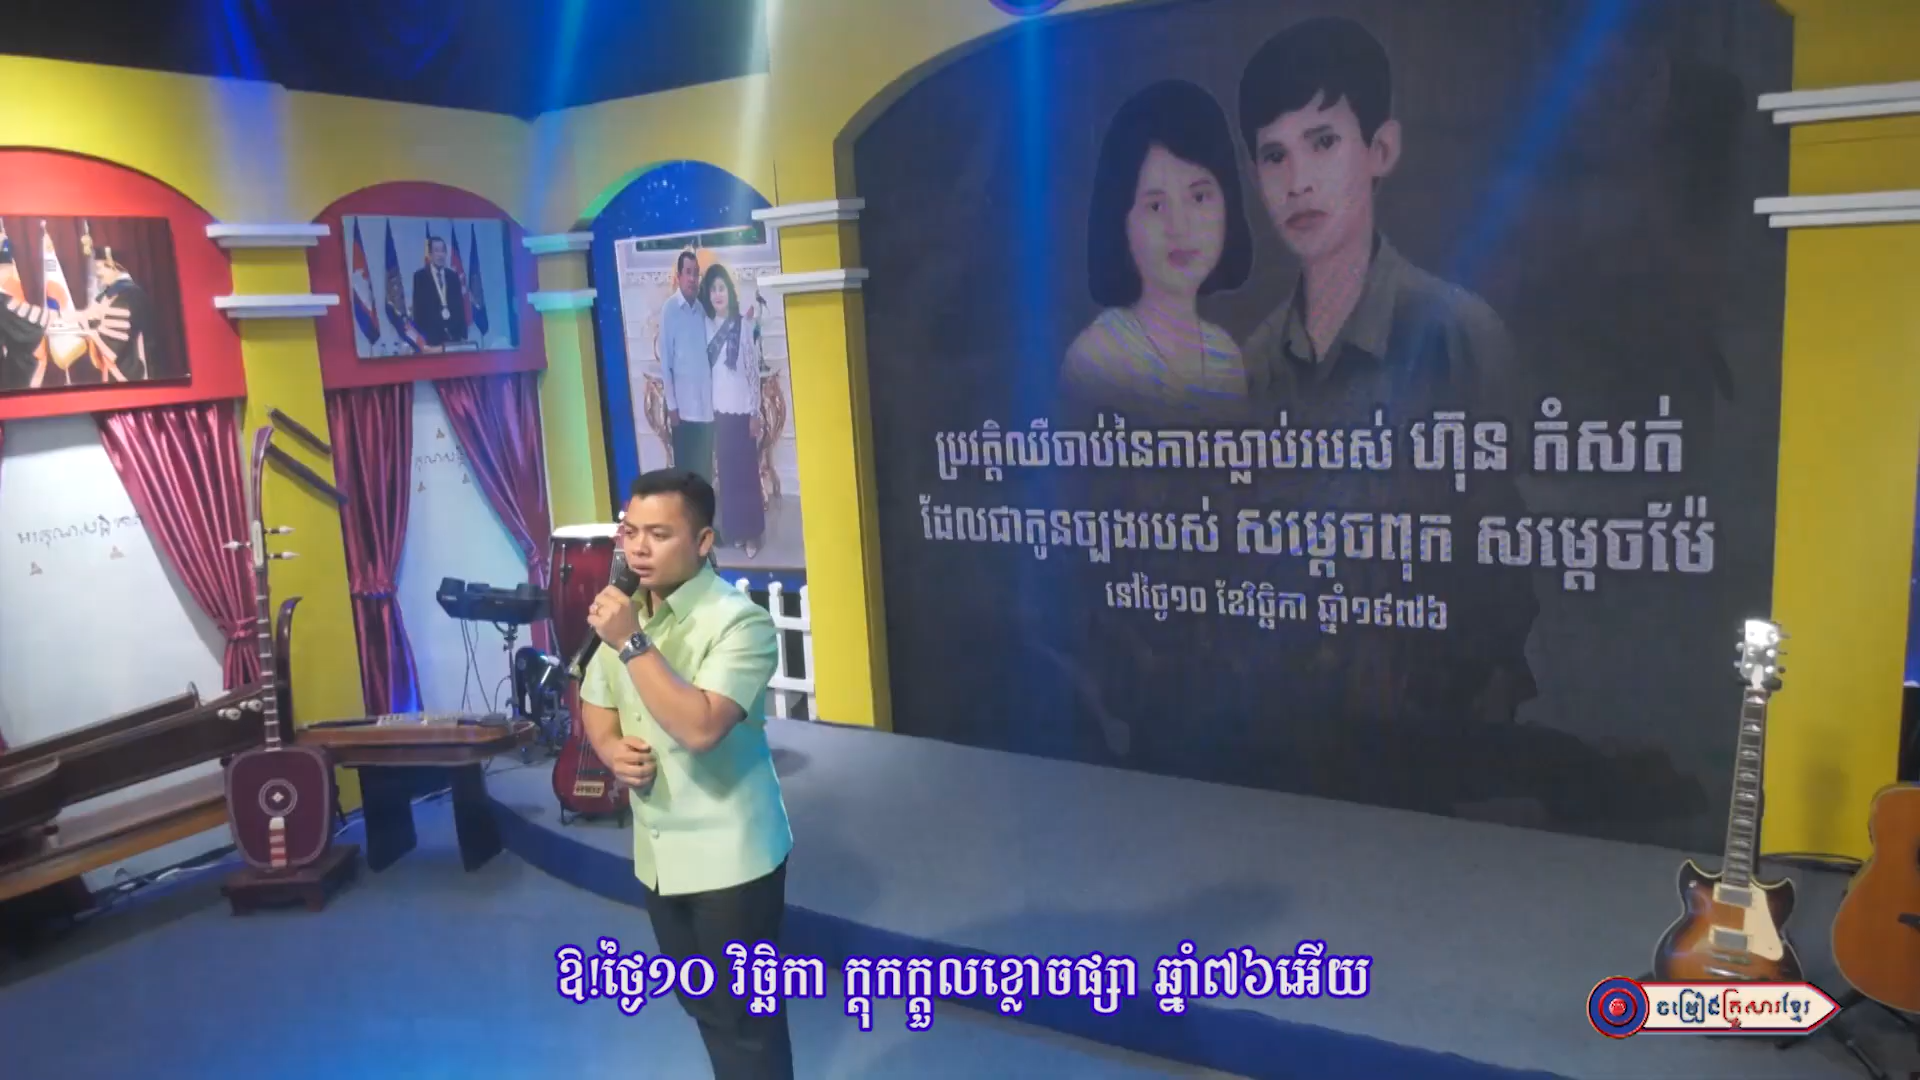 ប្រវត្តិឈឺចាប់នៃការស្លាប់របស់ ហ៊ុន កំសត់
ដែលជាកូនច្បងរបស់ សម្តេចពុក សម្តេចម៉ែ
នៅថ្ងៃ១០ ខែវិច្ឆិកា ឆ្នាំ១៩៧៦
ឱ!ថ្ងៃ១០ វិច្ឆិកា ក្តុកក្តួលខ្លោចផ្សា ឆ្នាំ៧៦អើយ
ចម្រៀងគ្រួសារខ្មែរ